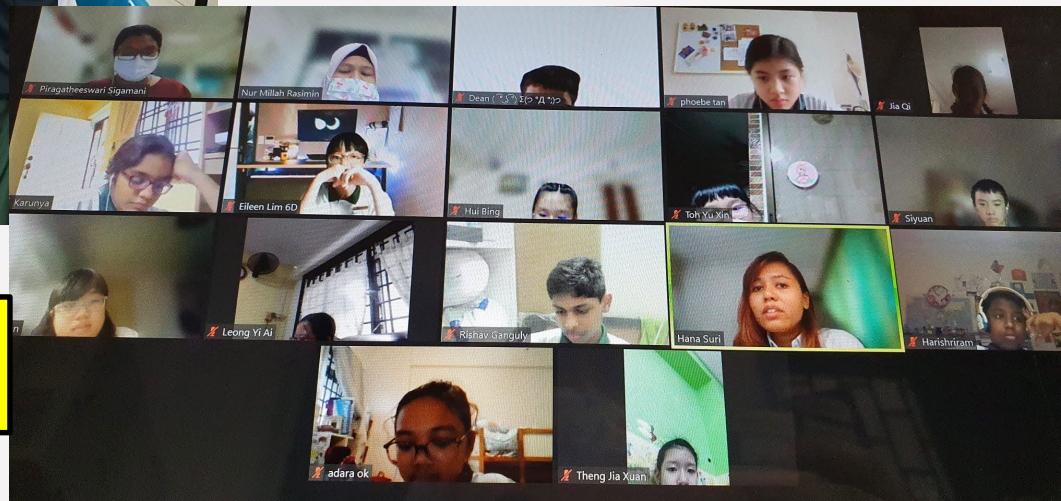 Piragatheeswari Sigamani
Nur Millah Rasimin
phoebe tan
Jia Qi
Karunya
Eileen Lim 6D
Hui Bing
Toh Yu Xin
Siyuan
n
Leong Yi Ai
Rishav Ganguly
Hana Suri
Harishriram
adara ok
Theng Jia Xuan